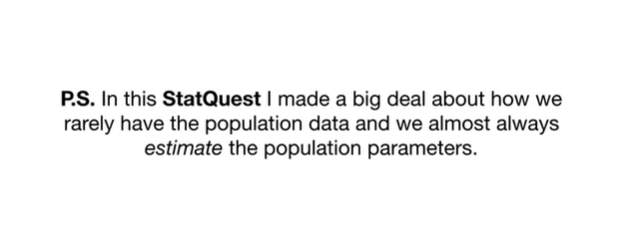 P.S. In this StatQuest I made a big deal about how we
rarely have the population data and we almost always
estimate the population parameters.